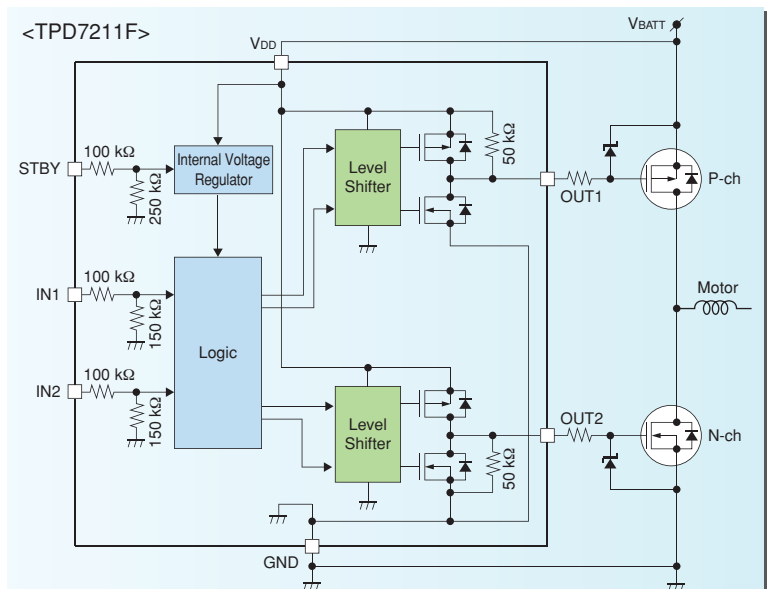 <TPD7211F>
VBATT
VDD
100 kΩ
STBY
250 kΩ
Internal Voltage
Regulator
Level
Shifter
50 kΩ
OUT1
P-ch
100 kΩ
IN1
150 kΩ
Logic
Motor
100 kΩ
IN2
150 kΩ
Level
Shifter
50 kΩ
OUT2
N-ch
GND